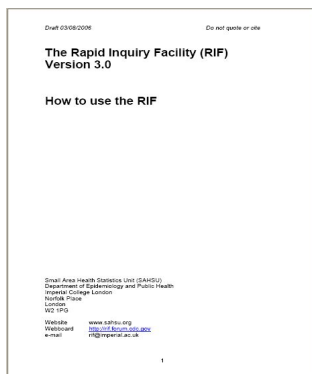 Draft 03/08/2006 Do not quote or cite
The Rapid Inquiry Facility (RIF)
Version 3.0
How to use the RIF
Small Area Health Statistics Unit (SAHSU)
Department of Epidemiology and Public Health
Imperial College London
Norfolk Place
London
W2 1PG
Website www.sahsu.org
Webboard http://rif.forum.cdc.gov
e-mail rif@imperial.ac.uk
1